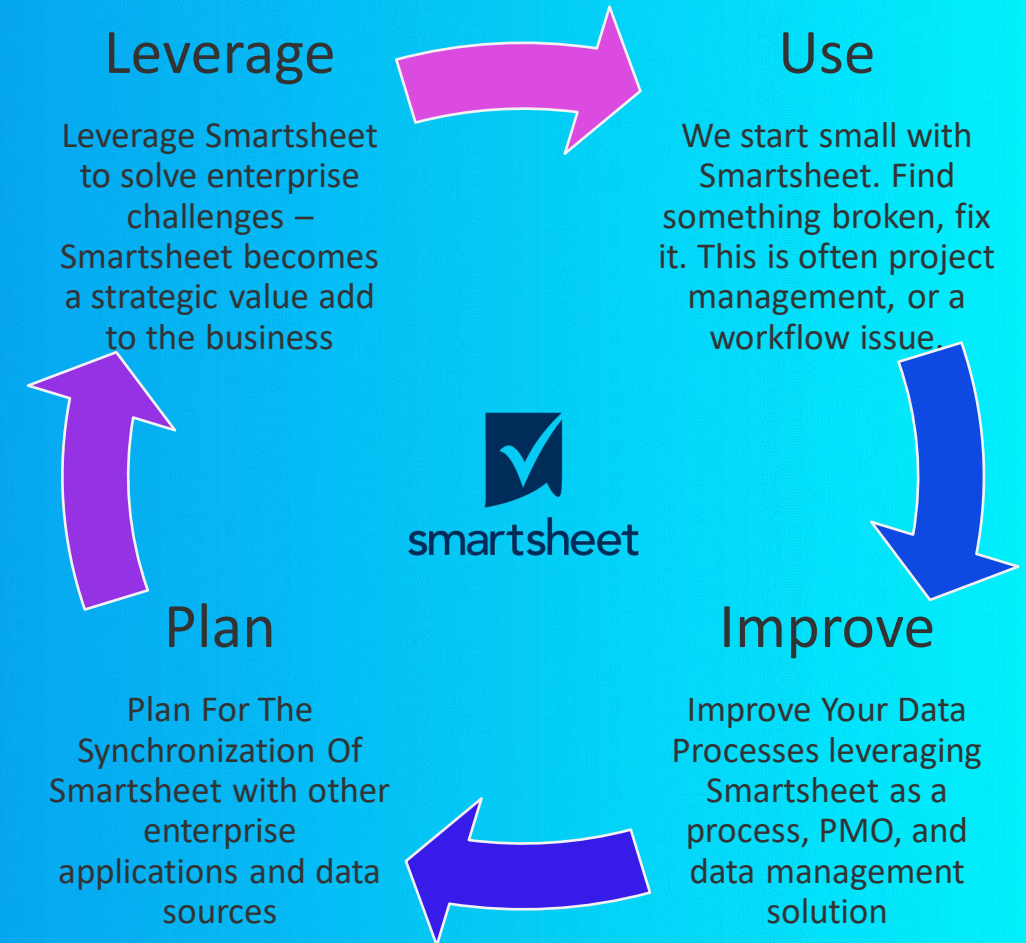 Leverage
Leverage Smartsheet
to solve enterprise
challenges –
Smartsheet becomes
a strategic value add
to the business
Use
We start small with
Smartsheet. Find
something broken, fix
it. This is often project
management, or a
workflow issue.
smartsheet
Plan
Plan For The
Synchronization Of
Smartsheet with other
enterprise
applications and data
sources
Improve
Improve Your Data
Processes leveraging
Smartsheet as a
process, PMO, and
data management
solution